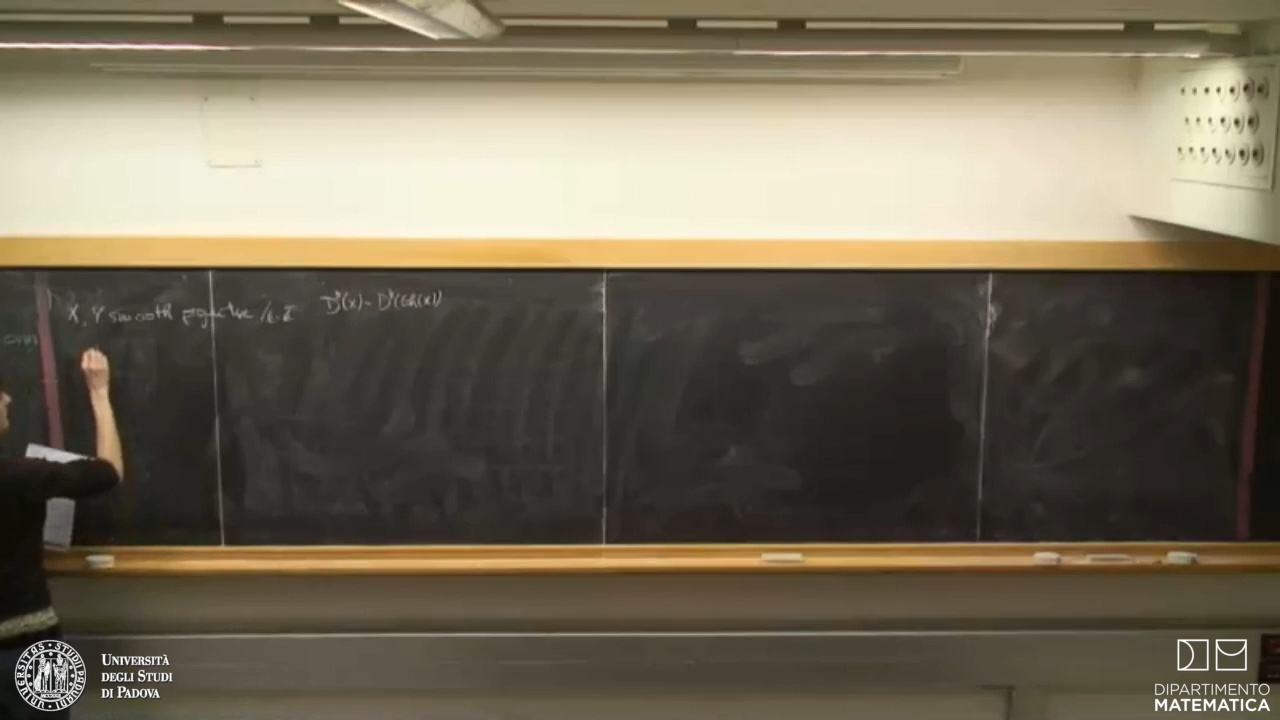 X, Y smooth projective /k=k̄ D^b(X) = D^b(Coh(X))
UNIVERSITÀ
DEGLI STUDI
DI PADOVA
DIPARTIMENTO
MATEMATICA